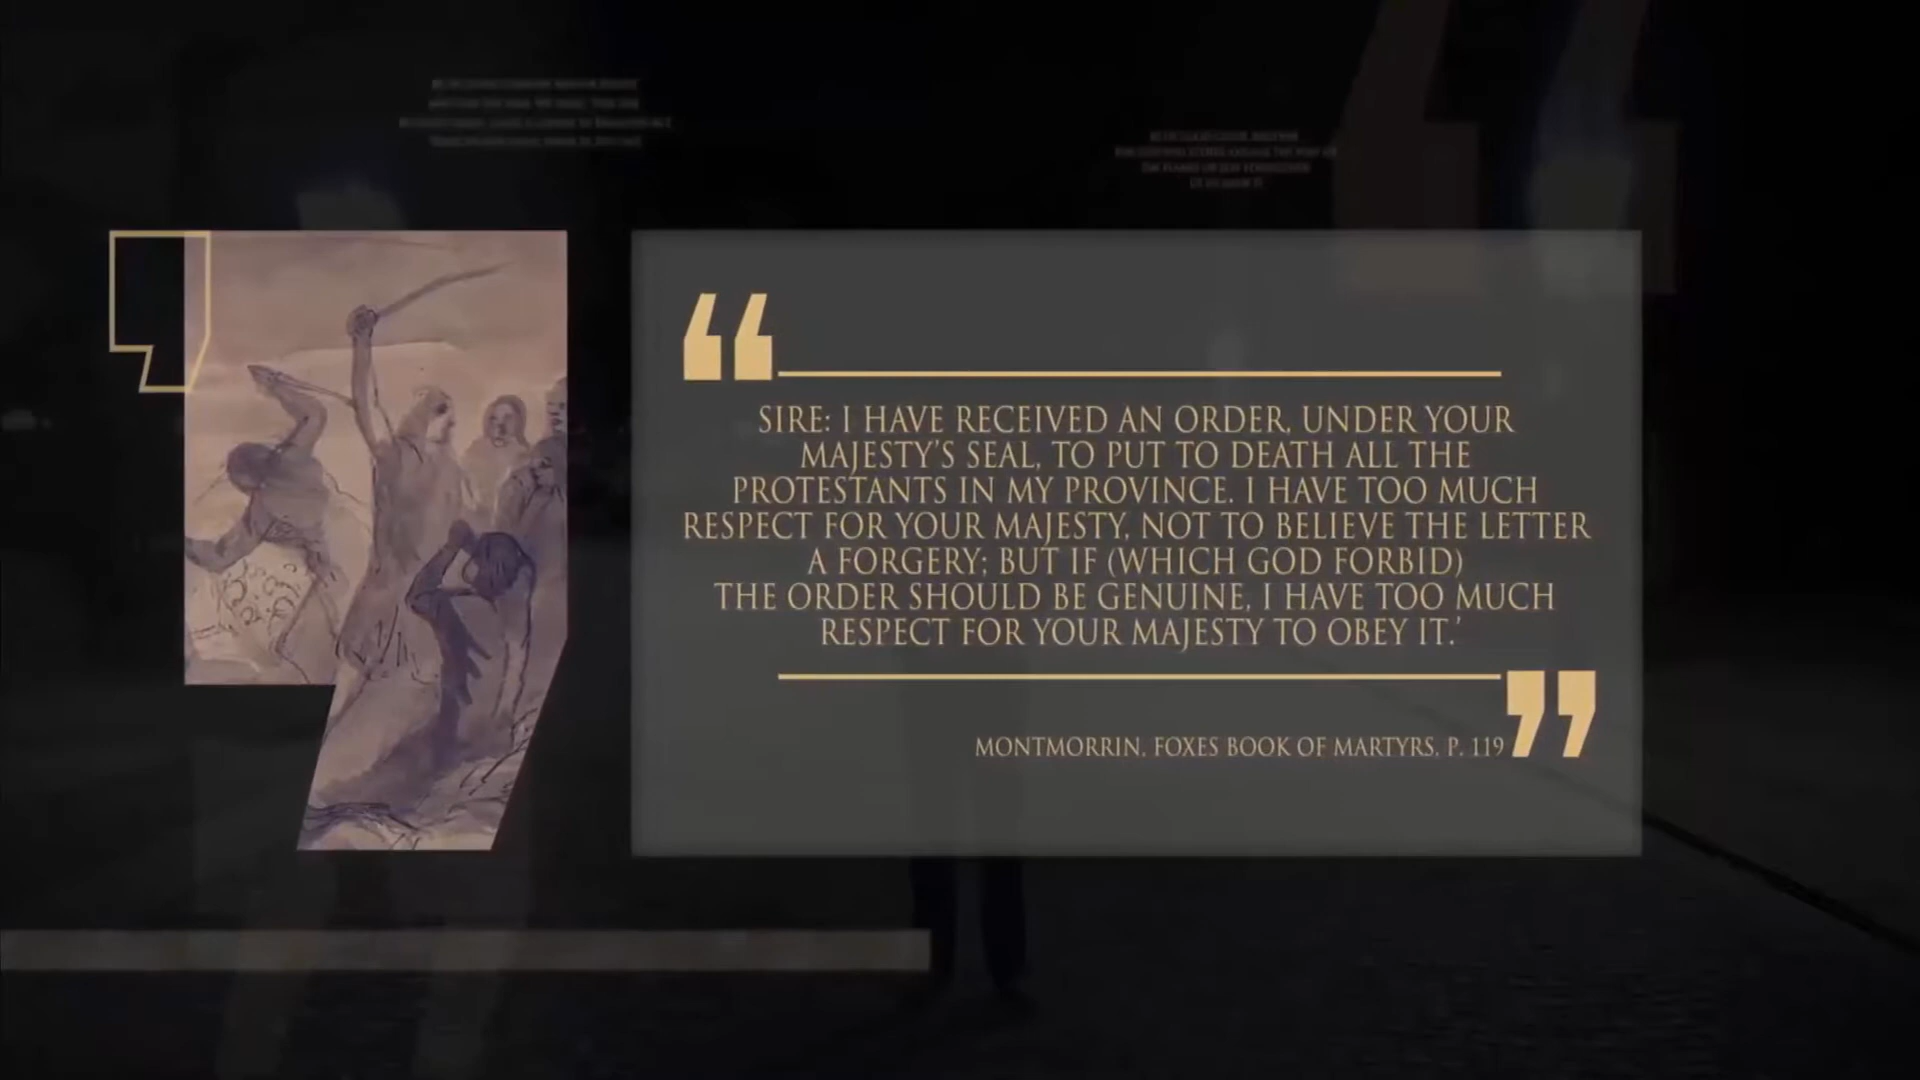 SIRE: I HAVE RECEIVED AN ORDER, UNDER YOUR
MAJESTY'S SEAL, TO PUT TO DEATH ALL THE
PROTESTANTS IN MY PROVINCE. I HAVE TOO MUCH
RESPECT FOR YOUR MAJESTY, NOT TO BELIEVE THE LETTER
A FORGERY; BUT IF (WHICH GOD FORBID)
THE ORDER SHOULD BE GENUINE, I HAVE TOO MUCH
RESPECT FOR YOUR MAJESTY TO OBEY IT.'
MONTMORRIN, FOXES BOOK OF MARTYRS, P. 119